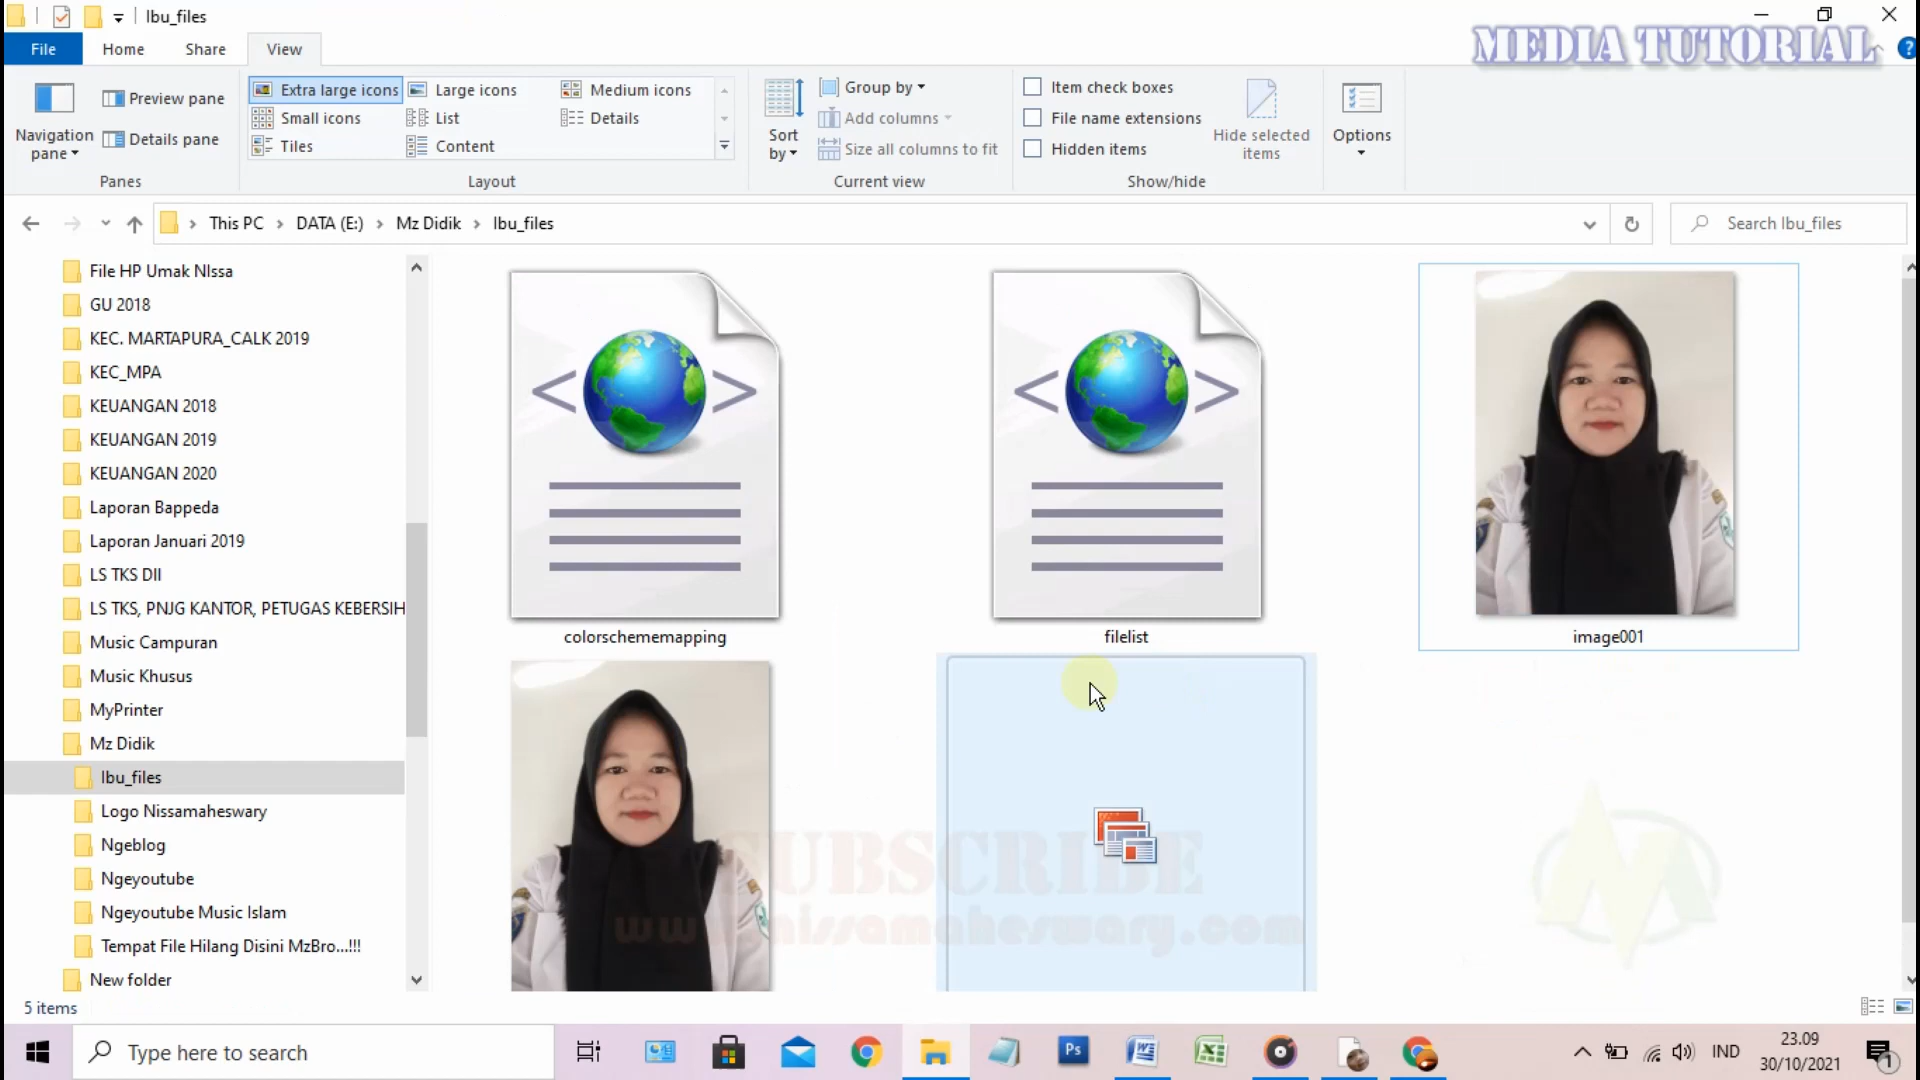 Ibu_files
MEDIA TUTORIAL
File Home Share View
Navigation pane
Preview pane
Details pane
Panes
Extra large icons Large icons Medium icons
Small icons List Details
Tiles Content
Layout
Sort by
Group by
Add columns
Size all columns to fit
Current view
Item check boxes
File name extensions
Hidden items
Hide selected items
Show/hide
Options
This PC > DATA (E:) > Mz Didik > Ibu_files
Search Ibu_files
File HP Umak NIssa
GU 2018
KEC. MARTAPURA_CALK 2019
KEC_MPA
KEUANGAN 2018
KEUANGAN 2019
KEUANGAN 2020
Laporan Bappeda
Laporan Januari 2019
LS TKS DII
LS TKS, PNJG KANTOR, PETUGAS KEBERSIH
Music Campuran
Music Khusus
MyPrinter
Mz Didik
Ibu_files
Logo Nissamaheswary
Ngeblog
Ngeyoutube
Ngeyoutube Music Islam
Tempat File Hilang Disini MzBro...!!!
New folder
colorschememapping
filelist
image001
SUBSCRIBE
www.nissamaheswary.com
5 items
Type here to search
Ps
IND
23.09
30/10/2021
1